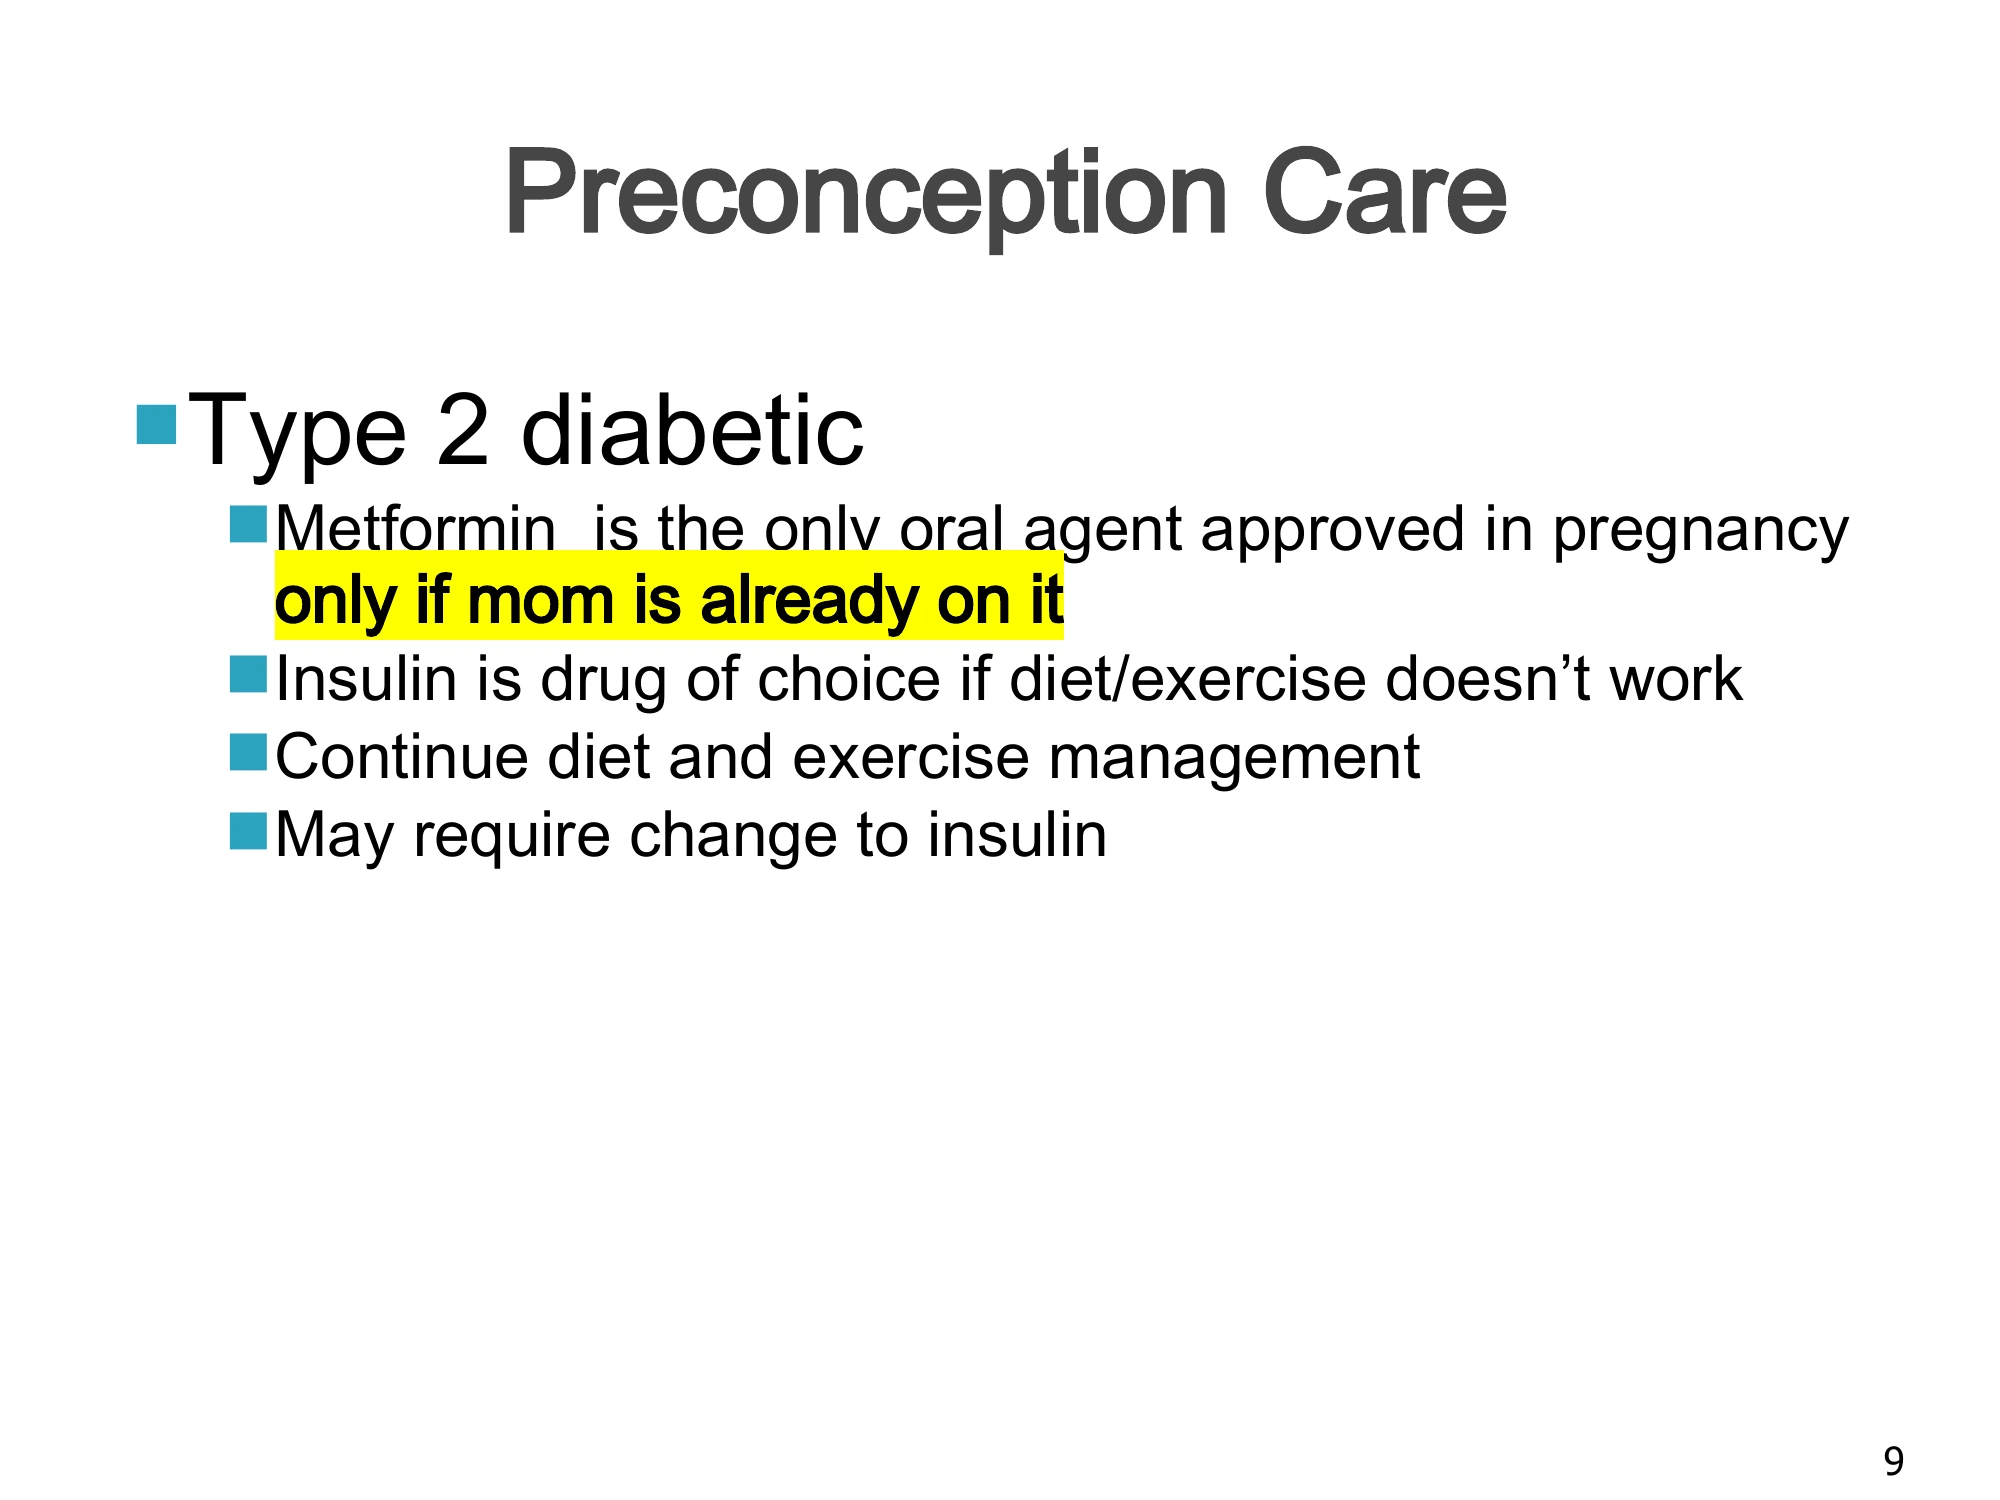 Preconception Care
Type 2 diabetic
Metformin  is the only oral agent approved in pregnancy
only if mom is already on it
Insulin is drug of choice if diet/exercise doesn’t work
Continue diet and exercise management
May require change to insulin
9